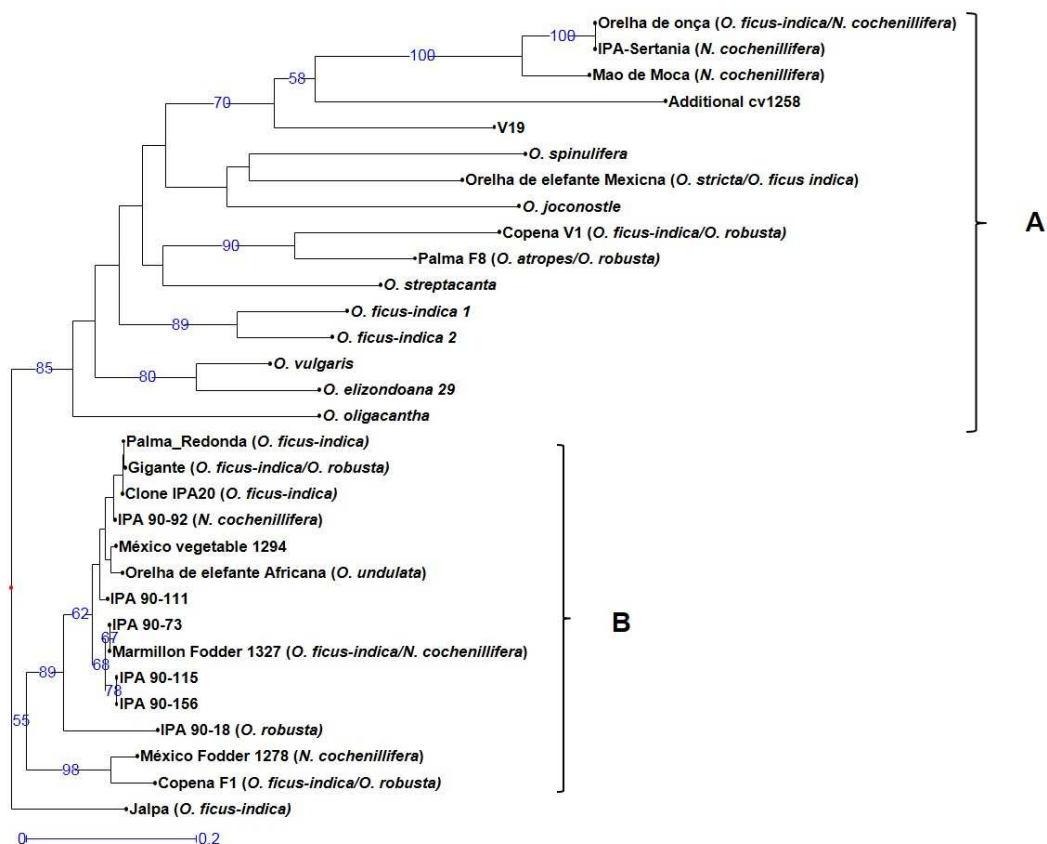 Orelha de onça (O. ficus-indica/N. cochenillifera)
100
IPA-Sertania (N. cochenillifera)
100
Mao de Moca (N. cochenillifera)
58
Additional cv1258
70
V19
O. spinulifera
Orelha de elefante Mexicna (O. stricta/O. ficus indica)
O. joconostle
A
Copena V1 (O. ficus-indica/O. robusta)
90
Palma F8 (O. atropes/O. robusta)
O. streptacanta
O. ficus-indica 1
89
O. ficus-indica 2
O. vulgaris
85
80
O. elizondoana 29
O. oligacantha
Palma_Redonda (O. ficus-indica)
Gigante (O. ficus-indica/O. robusta)
Clone IPA20 (O. ficus-indica)
IPA 90-92 (N. cochenillifera)
México vegetable 1294
Orelha de elefante Africana (O. undulata)
IPA 90-111
62
IPA 90-73
B
67
Marmillon Fodder 1327 (O. ficus-indica/N. cochenillifera)
68
89
IPA 90-115
78
IPA 90-156
55
IPA 90-18 (O. robusta)
México Fodder 1278 (N. cochenillifera)
98
Copena F1 (O. ficus-indica/O. robusta)
Jalpa (O. ficus-indica)
0 0.2